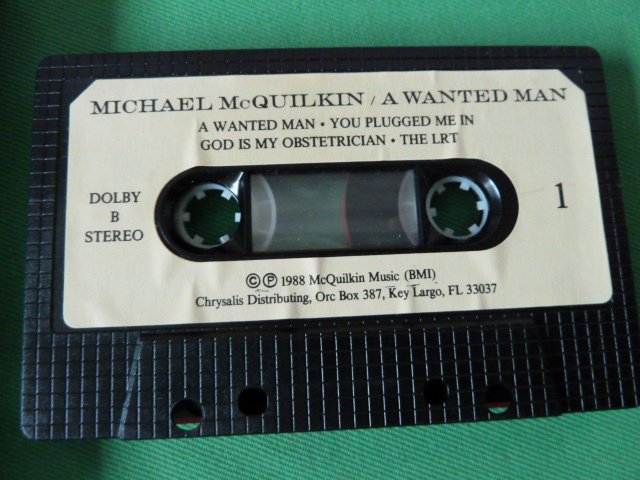 MICHAEL McQUILKIN / A WANTED MAN
A WANTED MAN • YOU PLUGGED ME IN
GOD IS MY OBSTETRICIAN • THE LRT
DOLBY
B
STEREO
1
© ℗ 1988 McQuilkin Music (BMI)
Chrysalis Distributing, Orc Box 387, Key Largo, FL 33037